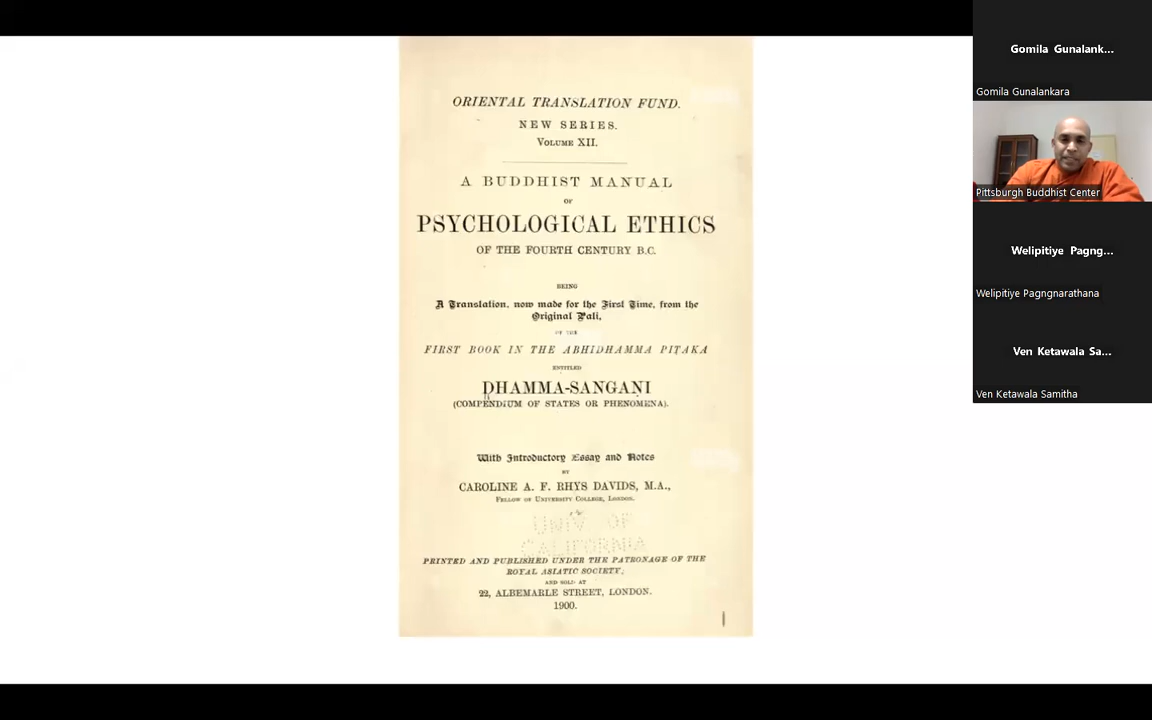 ORIENTAL TRANSLATION FUND.
NEW SERIES.
VOLUME XII.
A BUDDHIST MANUAL
OF
PSYCHOLOGICAL ETHICS
OF THE FOURTH CENTURY B.C.
BEING
A Translation, now made for the First Time, from the
Original Pali,
OF THE
FIRST BOOK IN THE ABHIDHAMMA PIṬAKA
ENTITLED
DHAMMA-SANGANI
(COMPENDIUM OF STATES OR PHENOMENA).
With Introductory Essay and Notes
BY
CAROLINE A. F. RHYS DAVIDS, M.A.,
FELLOW OF UNIVERSITY COLLEGE, LONDON.
UNIV OF
CALIFORNIA
PRINTED AND PUBLISHED UNDER THE PATRONAGE OF THE
ROYAL ASIATIC SOCIETY,
AND SOLD AT
22, ALBEMARLE STREET, LONDON.
1900.
Gomila Gunalank...
Gomila Gunalankara
Pittsburgh Buddhist Center
Welipitiye Pagng...
Welipitiye Pagngnarathana
Ven Ketawala Sa...
Ven Ketawala Samitha